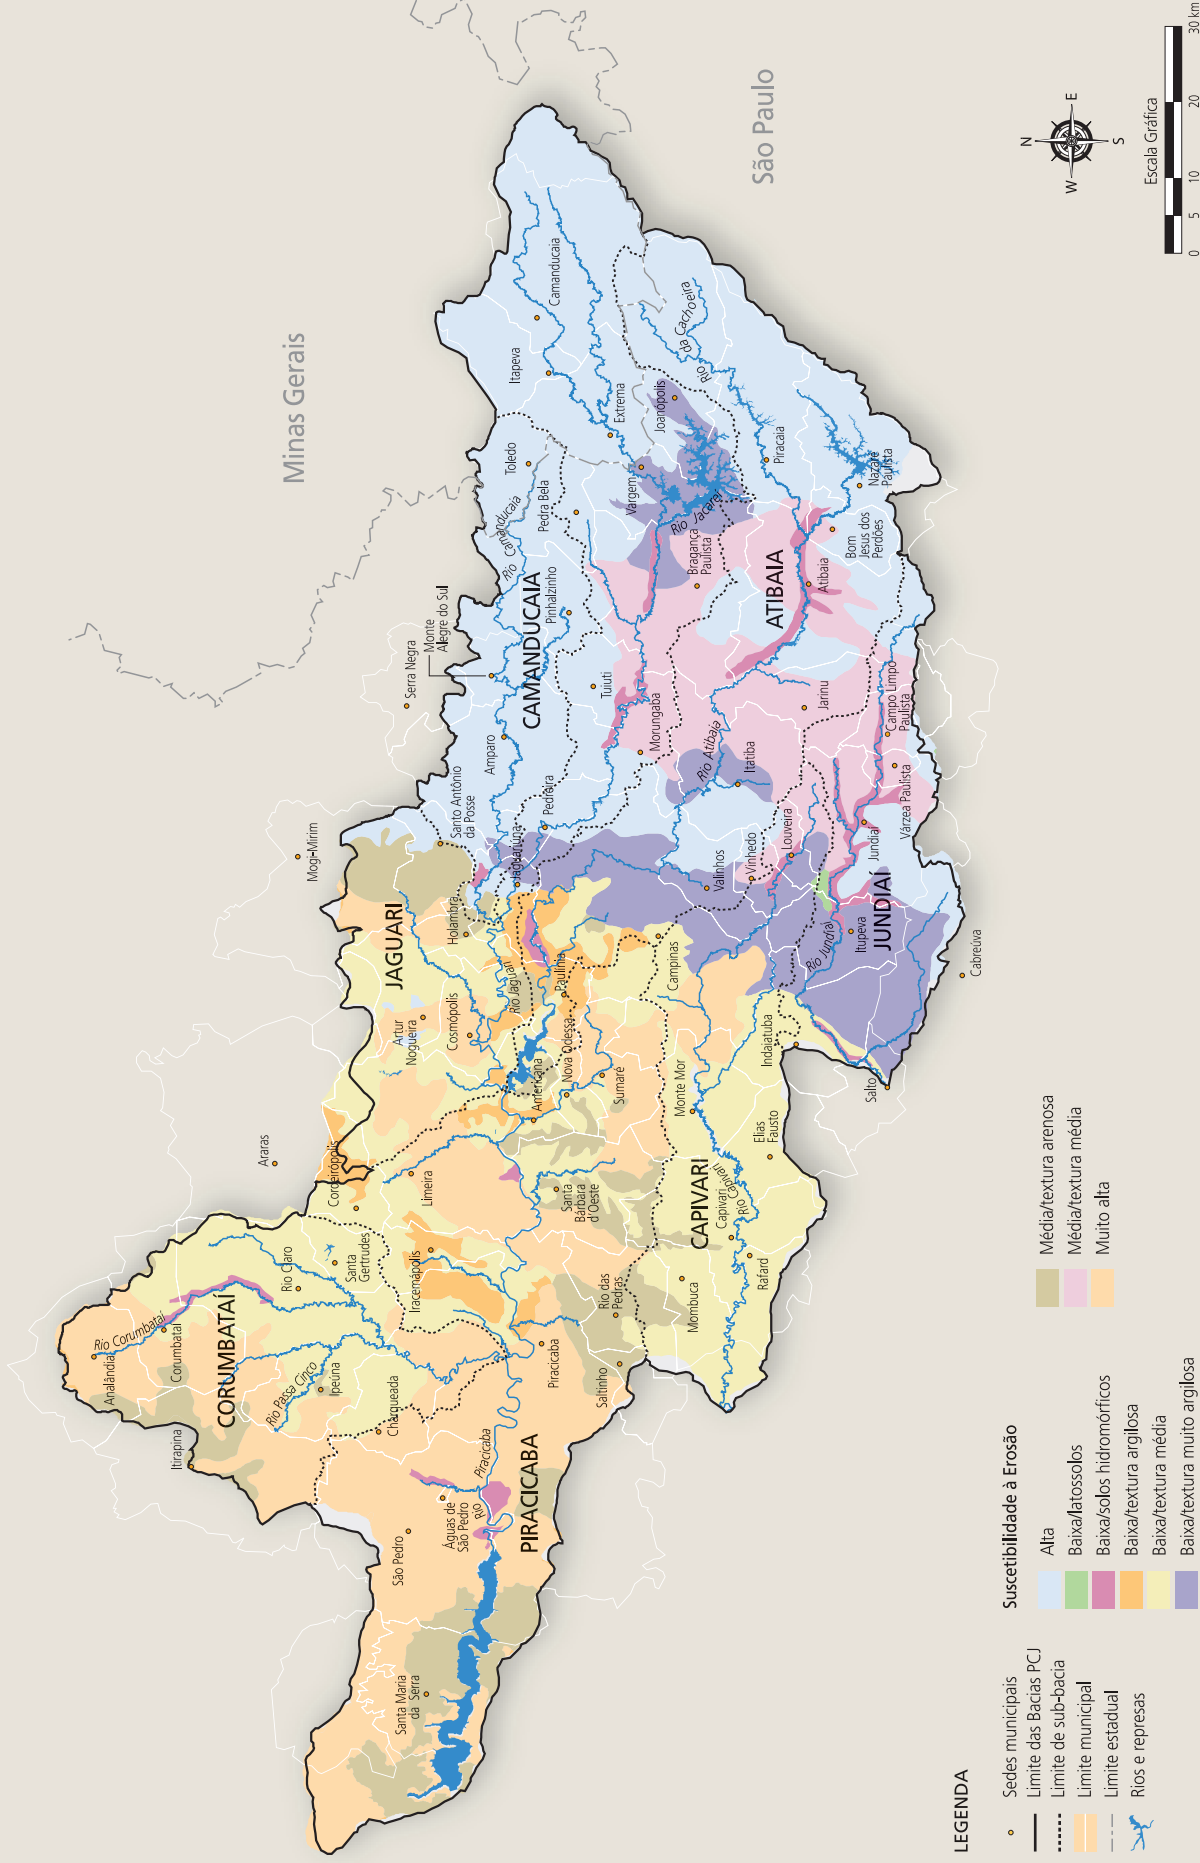 Minas Gerais
São Paulo
Mogi-Mirim
Araras
Serra Negra
Monte
Alegre do Sul
Cabreúva
CORUMBATAÍ
Rio Corumbataí
Analândia
Corumbataí
Itirapina
Rio Passa Cinco
Ipeúna
Rio Claro
Santa
Gertrudes
Charqueada
Cordeirópolis
PIRACICABA
São Pedro
Águas de
São Pedro
Rio
Piracicaba
Santa Maria
da Serra
Piracicaba
Saltinho
Rio das
Pedras
Iracemápolis
Limeira
Santa
Bárbara
d'Oeste
Americana
Nova Odessa
Sumaré
Paulínia
JAGUARI
Artur
Nogueira
Cosmópolis
Holambra
Rio Jaguari
Jaguariúna
Santo Antônio
da Posse
Pedreira
Amparo
CAMANDUCAIA
Pinhalzinho
Rio Camanducaia
Pedra Bela
Toledo
Itapeva
Camanducaia
Extrema
Vargem
Joanópolis
Rio Jacareí
Bragança
Paulista
Tuiuti
Morungaba
Rio da Cachoeira
Piracaia
Nazaré
Paulista
Bom
Jesus dos
Perdões
ATIBAIA
Atibaia
Jarinu
Rio Atibaia
Itatiba
Valinhos
Vinhedo
Louveira
Campinas
Campo Limpo
Paulista
Várzea Paulista
Jundiaí
JUNDIAÍ
Itupeva
Rio Jundiaí
Indaiatuba
Salto
CAPIVARI
Monte Mor
Elias
Fausto
Capivari
Rio Capivari
Rafard
Mombuca
N
W
E
S
Escala Gráfica
0 5 10 20 30 km
LEGENDA
Sedes municipais
Limite das Bacias PCJ
Limite de sub-bacia
Limite municipal
Limite estadual
Rios e represas
Suscetibilidade à Erosão
Alta
Baixa/latossolos
Baixa/solos hidromórficos
Baixa/textura argilosa
Baixa/textura média
Baixa/textura muito argilosa
Média/textura arenosa
Média/textura média
Muito alta